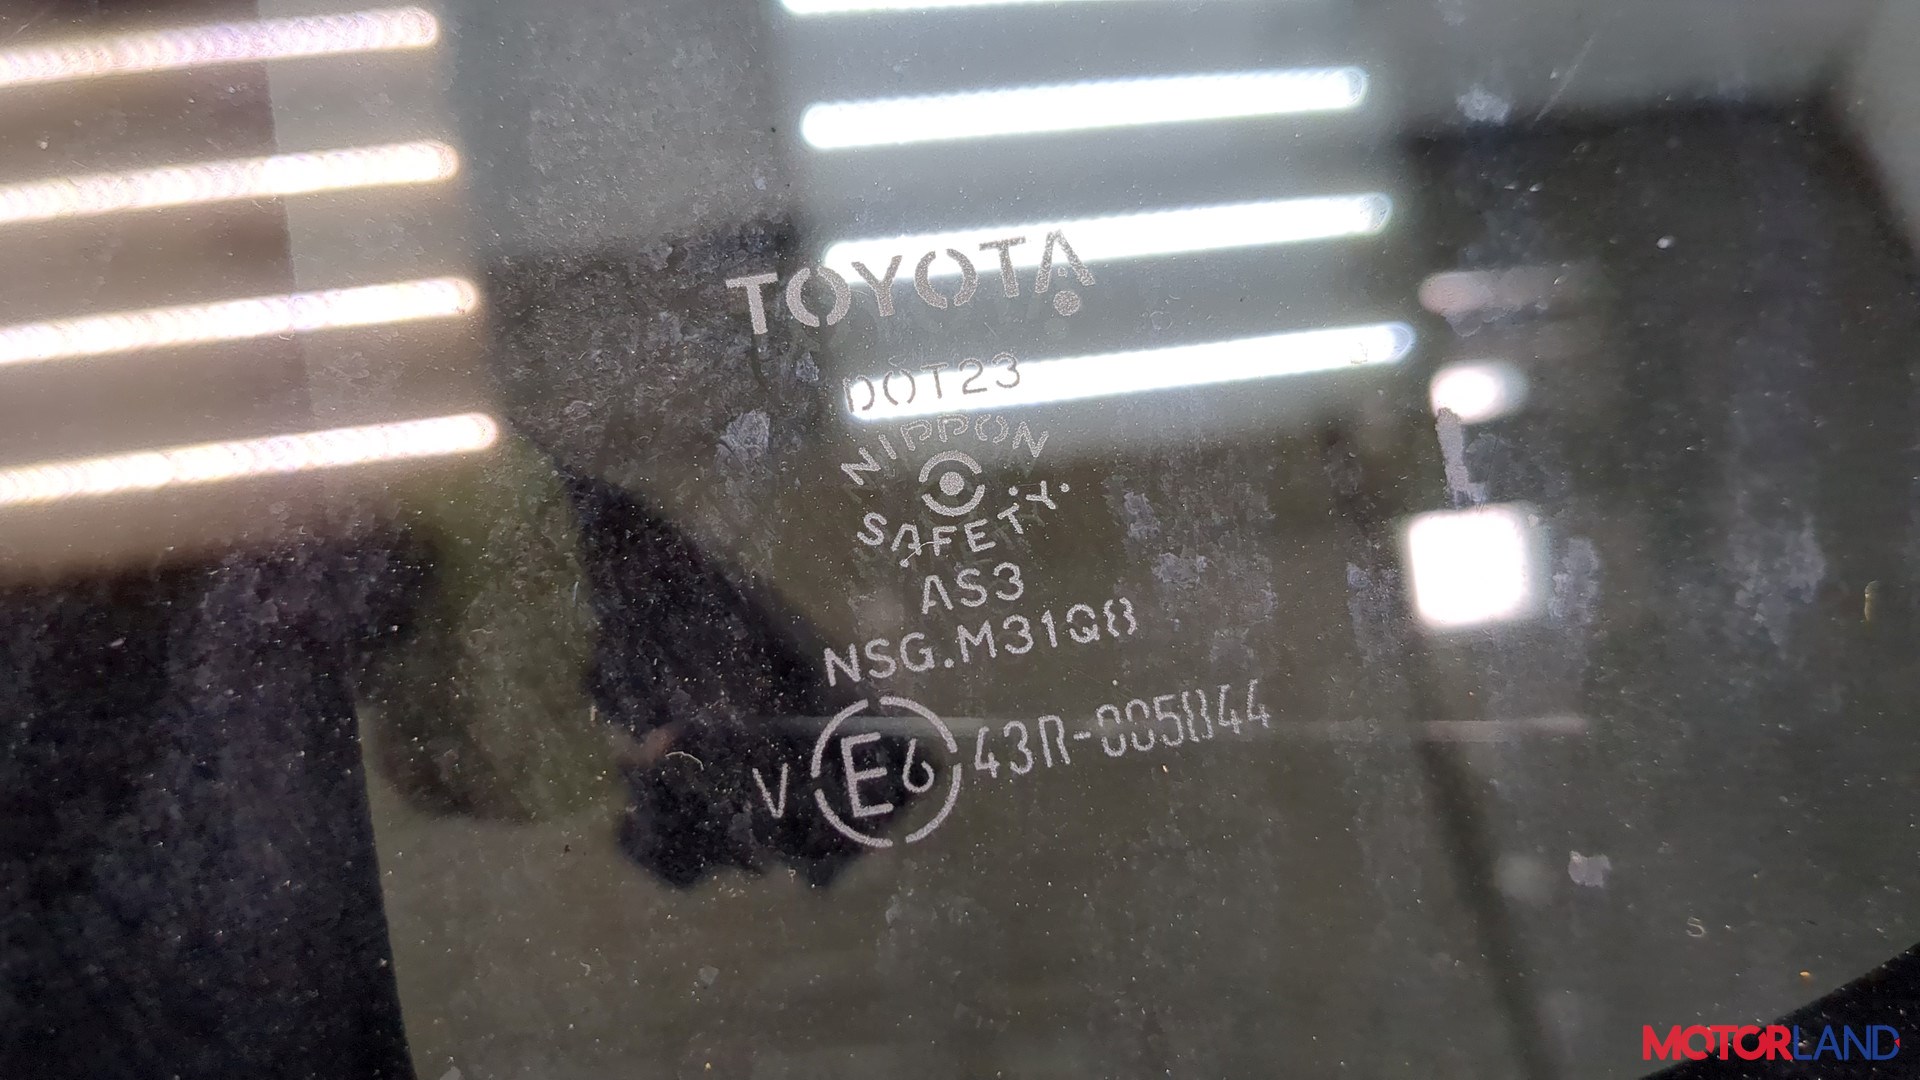 TOYOTA
DOT23
NIPPON
SAFETY
AS3
NSG.M31Q8
V E6 43R-005844
MOTORLAND